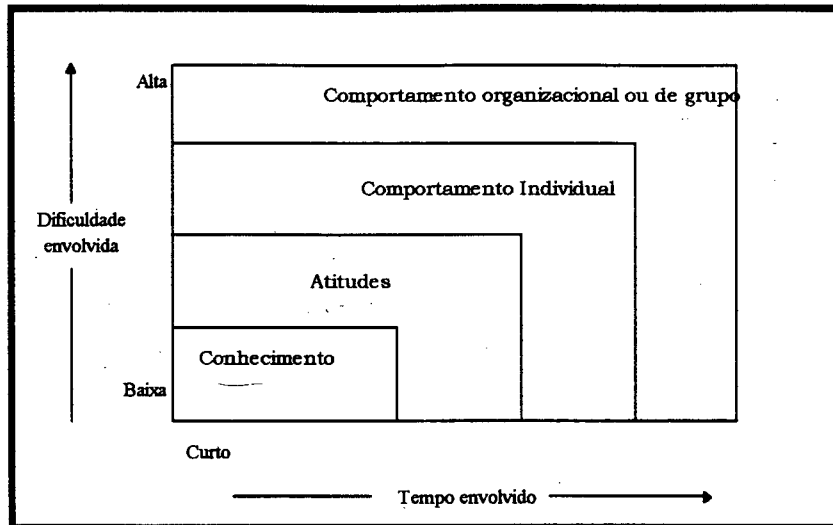 Alta
Comportamento organizacional ou de grupo
Comportamento Individual
Dificuldade
envolvida
Atitudes
Conhecimento
Baixa
Curto
Tempo envolvido